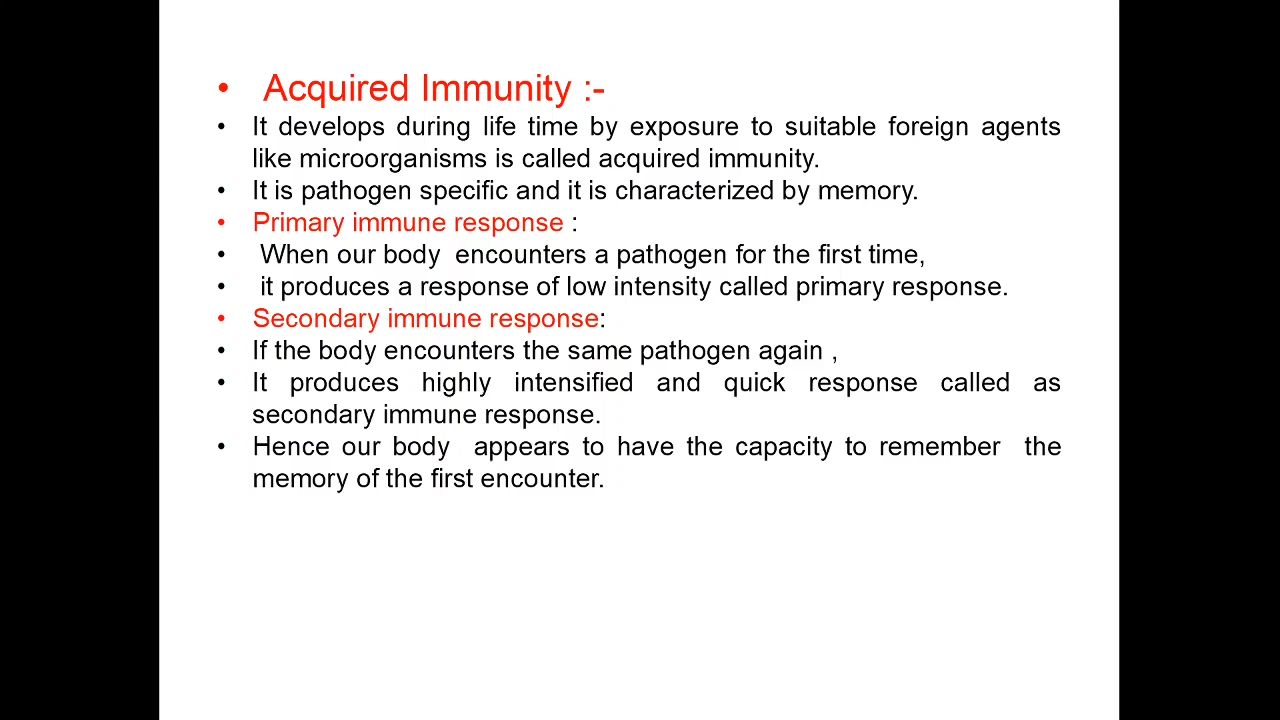 • Acquired Immunity :-
• It develops during life time by exposure to suitable foreign agents
like microorganisms is called acquired immunity.
• It is pathogen specific and it is characterized by memory.
• Primary immune response :
• When our body encounters a pathogen for the first time,
• it produces a response of low intensity called primary response.
• Secondary immune response:
• If the body encounters the same pathogen again ,
• It produces highly intensified and quick response called as
secondary immune response.
• Hence our body appears to have the capacity to remember the
memory of the first encounter.